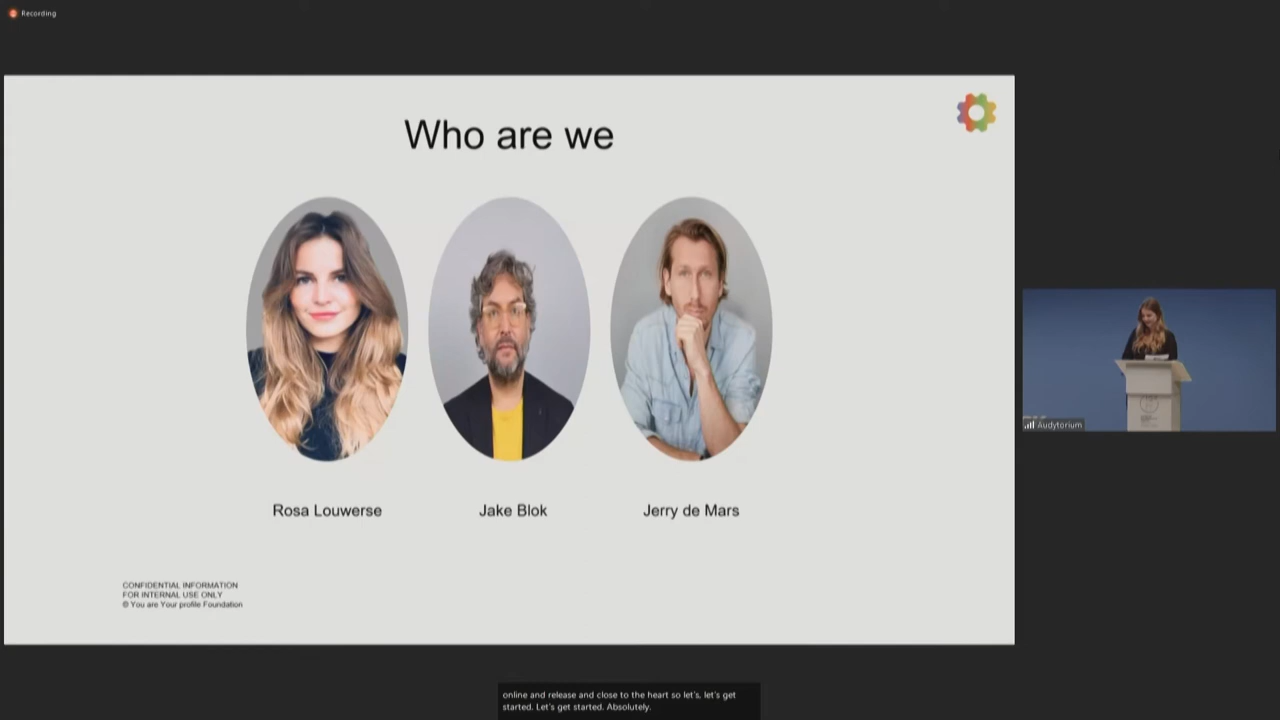 Recording
Who are we
Rosa Louwerse
Jake Blok
Jerry de Mars
CONFIDENTIAL INFORMATION
FOR INTERNAL USE ONLY
© You are Your profile Foundation
Audytorium
online and release and close to the heart so let's, let's get
started. Let's get started. Absolutely.